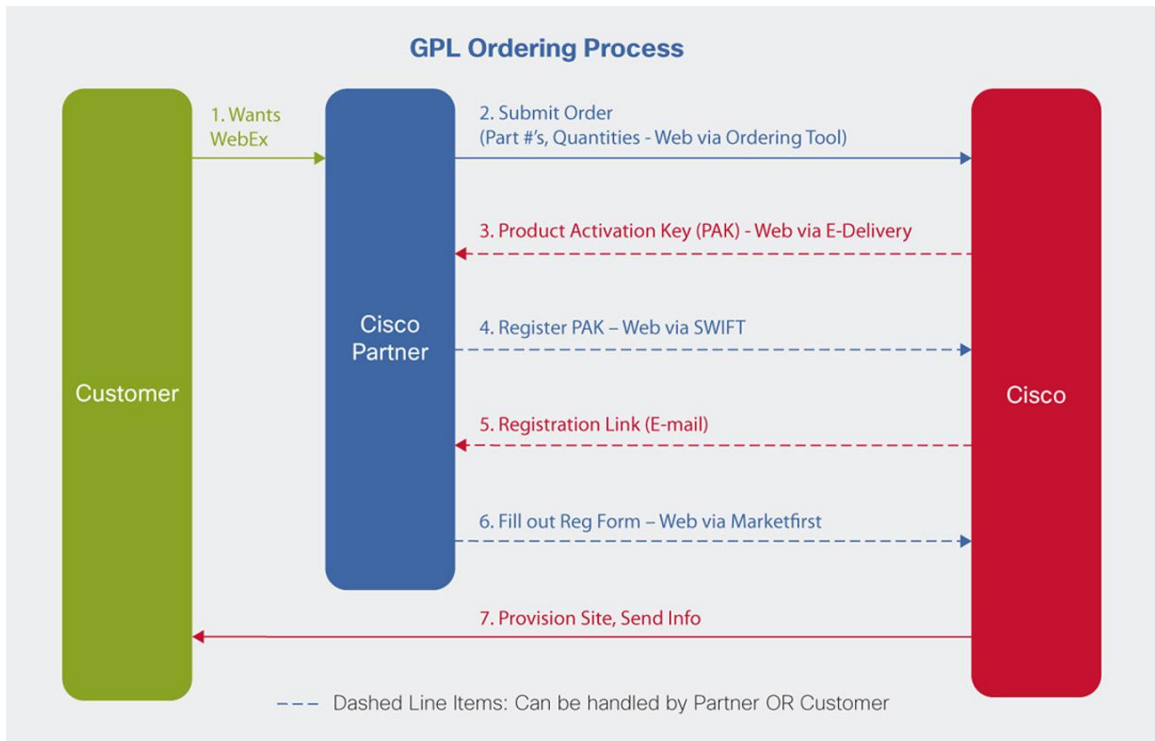 GPL Ordering Process
1. Wants
WebEx
2. Submit Order
(Part #'s, Quantities - Web via Ordering Tool)
3. Product Activation Key (PAK) - Web via E-Delivery
4. Register PAK – Web via SWIFT
Cisco
Partner
Customer
Cisco
5. Registration Link (E-mail)
6. Fill out Reg Form – Web via Marketfirst
7. Provision Site, Send Info
Dashed Line Items: Can be handled by Partner OR Customer